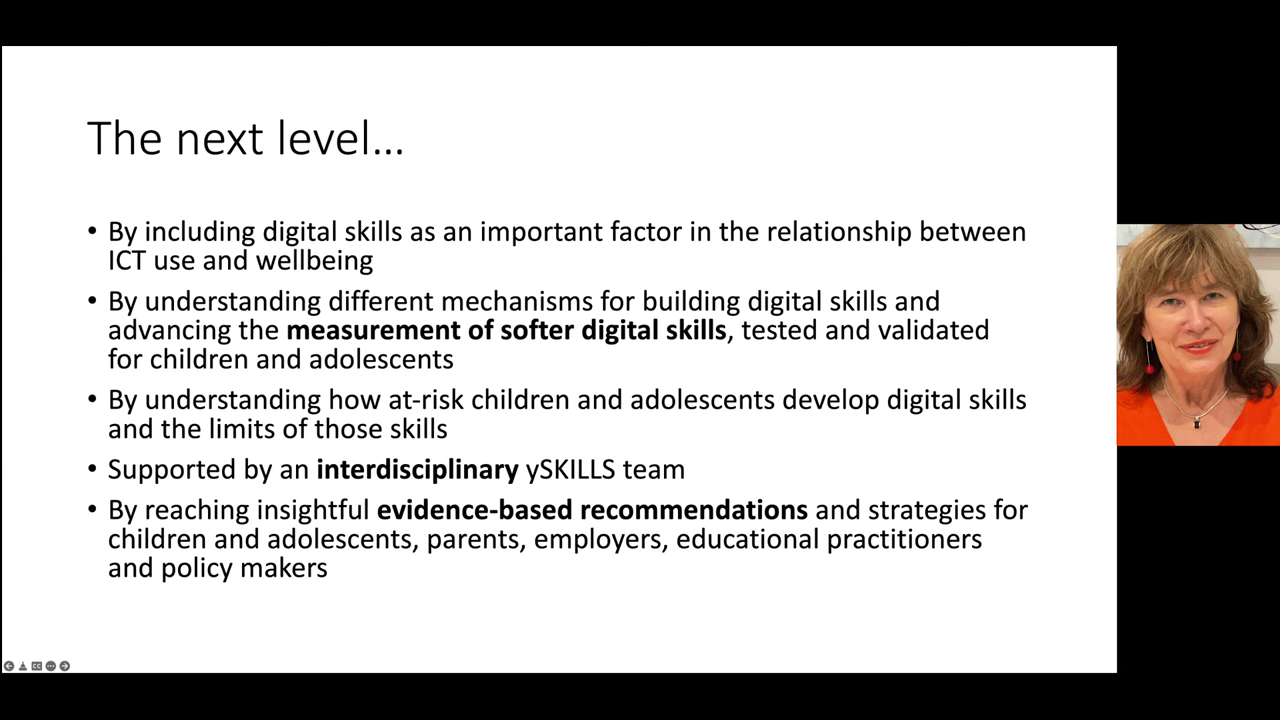 The next level...
• By including digital skills as an important factor in the relationship between
ICT use and wellbeing
• By understanding different mechanisms for building digital skills and
advancing the measurement of softer digital skills, tested and validated
for children and adolescents
• By understanding how at-risk children and adolescents develop digital skills
and the limits of those skills
• Supported by an interdisciplinary ySKILLS team
• By reaching insightful evidence-based recommendations and strategies for
children and adolescents, parents, employers, educational practitioners
and policy makers